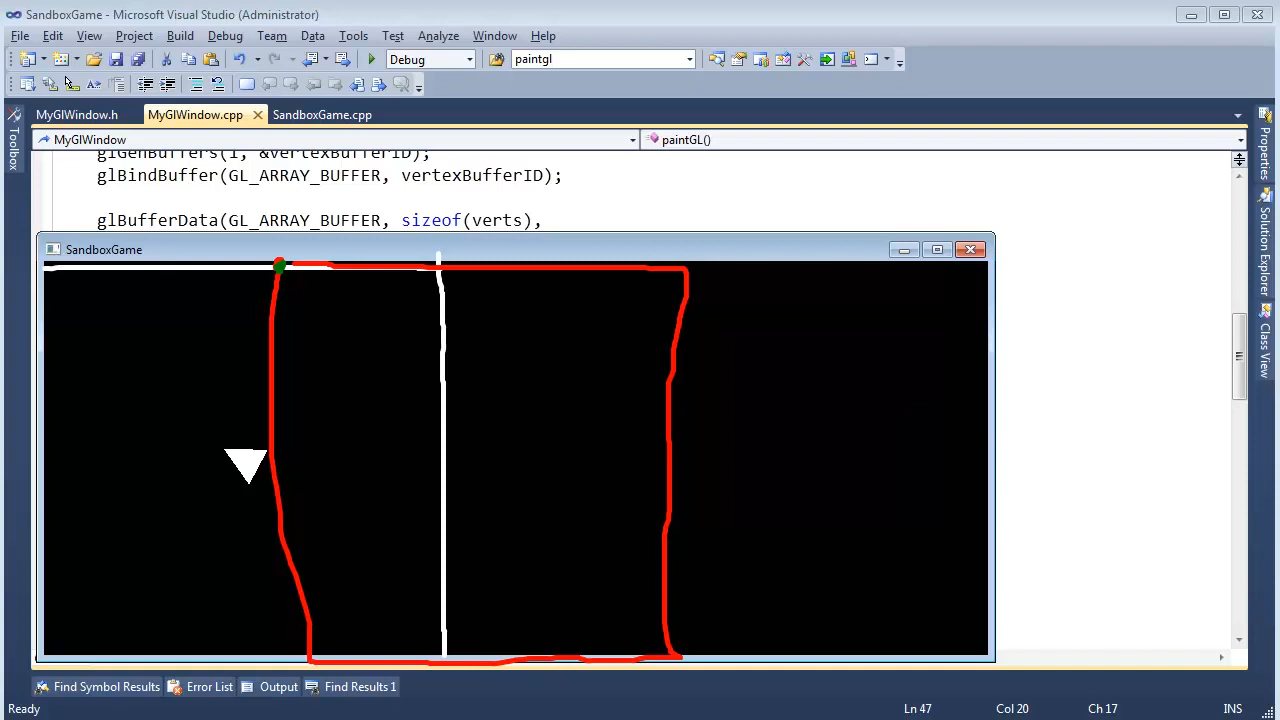 SandboxGame - Microsoft Visual Studio (Administrator)
File Edit View Project Build Debug Team Data Tools Test Analyze Window Help
Debug paintgl
MyGlWindow.h MyGlWindow.cpp SandboxGame.cpp
MyGlWindow paintGL()
glGenBuffers(1, &vertexBufferID);
glBindBuffer(GL_ARRAY_BUFFER, vertexBufferID);
glBufferData(GL_ARRAY_BUFFER, sizeof(verts),
SandboxGame
Toolbox
Properties
Solution Explorer
Class View
Find Symbol Results Error List Output Find Results 1
Ready Ln 47 Col 20 Ch 17 INS